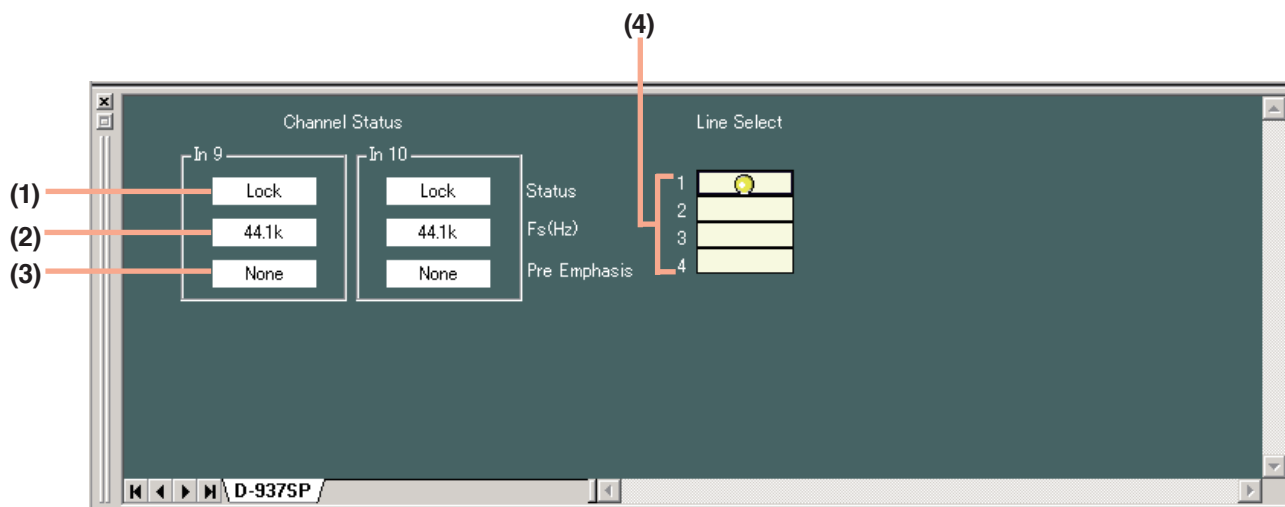 (4)
Channel Status
Line Select
In 9
In 10
(1)
Lock
Lock
Status
(2)
44.1k
44.1k
Fs(Hz)
(3)
None
None
Pre Emphasis
1
2
3
4
D-937SP